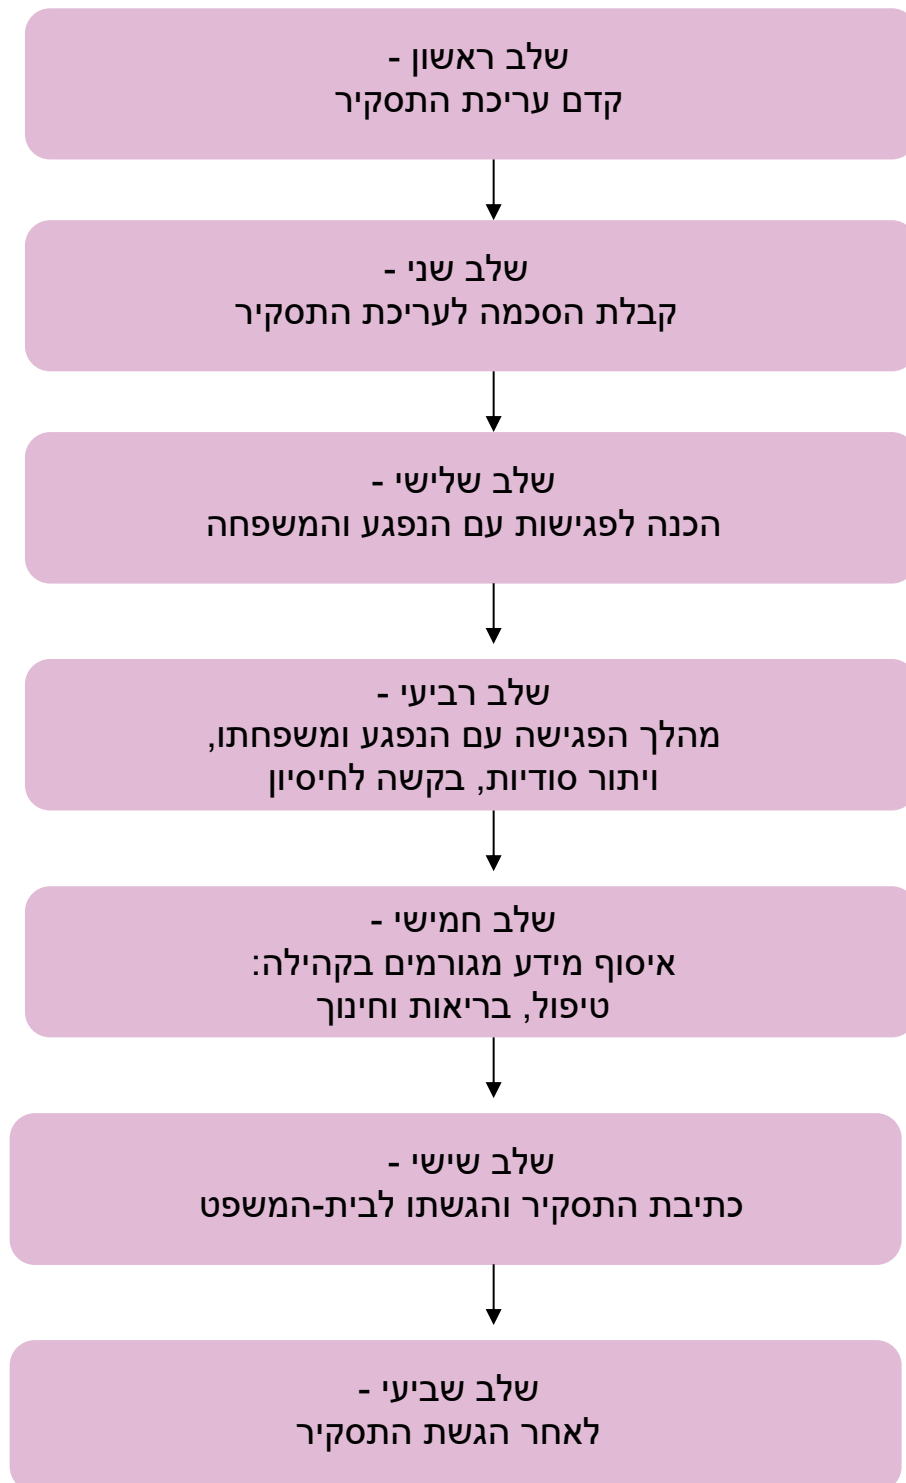 שלב ראשון -
קדם עריכת התסקיר
שלב שני -
קבלת הסכמה לעריכת התסקיר
שלב שלישי -
הכנה לפגישות עם הנפגע והמשפחה
שלב רביעי -
מהלך הפגישה עם הנפגע ומשפחתו,
ויתור סודיות, בקשה לחיסיון
שלב חמישי -
איסוף מידע מגורמים בקהילה:
טיפול, בריאות וחינוך
שלב שישי -
כתיבת התסקיר והגשתו לבית-המשפט
שלב שביעי -
לאחר הגשת התסקיר